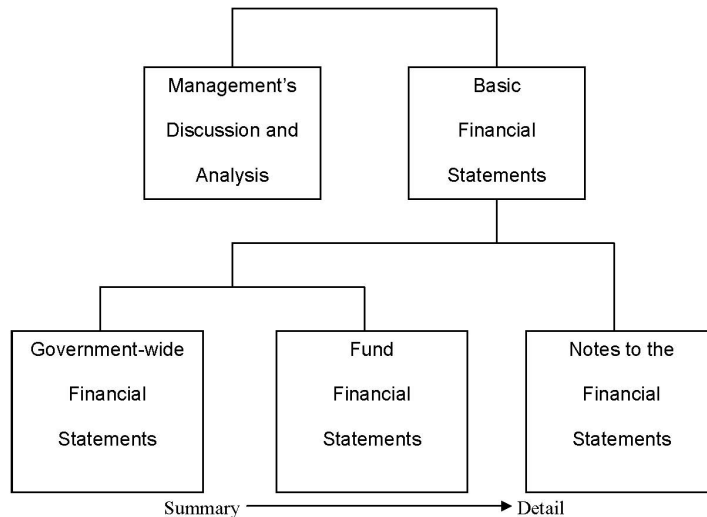 Management's
Discussion and
Analysis
Basic
Financial
Statements
Government-wide
Financial
Statements
Fund
Financial
Statements
Notes to the
Financial
Statements
Summary
Detail